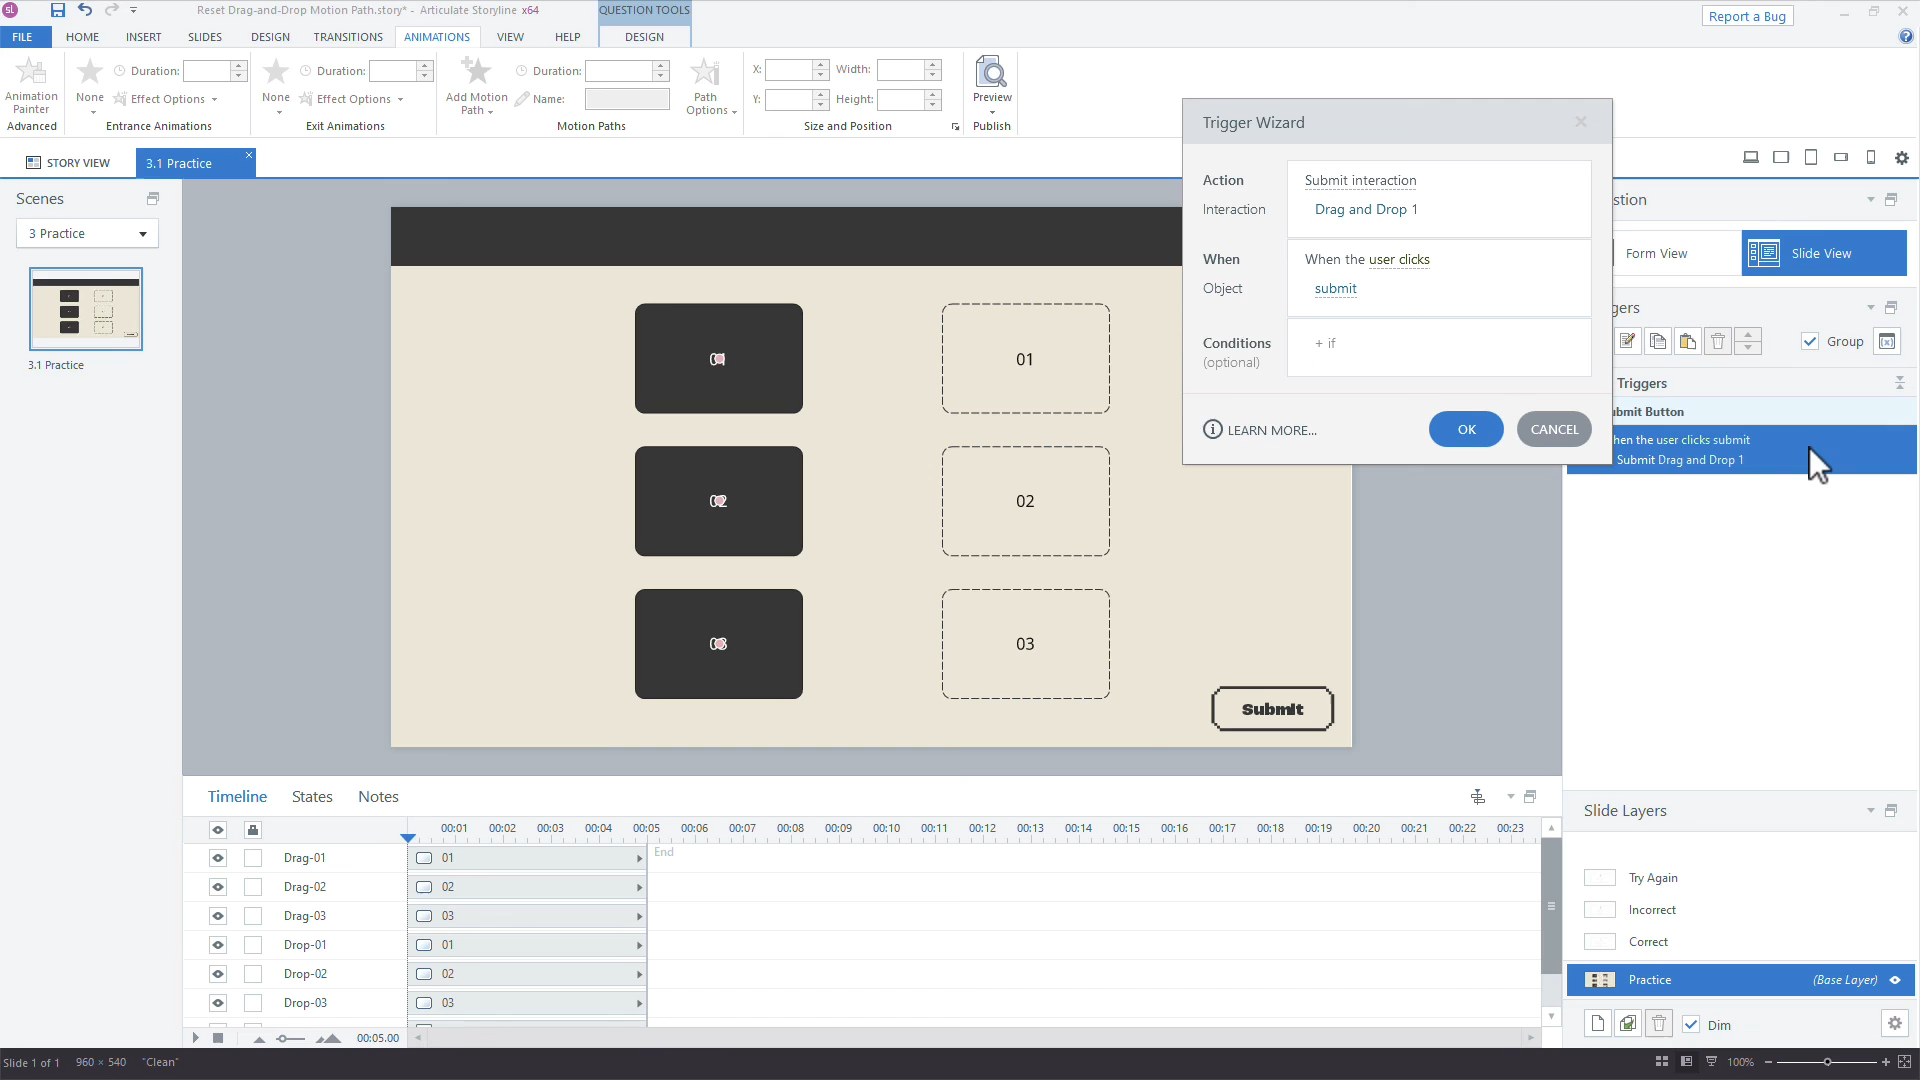 Reset Drag-and-Drop Motion Path.story* - Articulate Storyline x64
QUESTION TOOLS
Report a Bug
FILE HOME INSERT SLIDES DESIGN TRANSITIONS ANIMATIONS VIEW HELP DESIGN
Animation Painter
Advanced
None
Duration:
Effect Options
Entrance Animations
None
Duration:
Effect Options
Exit Animations
Add Motion Path
Duration:
Name:
Motion Paths
Path Options
X: Width:
Y: Height:
Size and Position
Preview
Publish
STORY VIEW
3.1 Practice
Scenes
3 Practice
3.1 Practice
01
02
03
01
02
03
Submit
Trigger Wizard
Action
Submit interaction
Interaction
Drag and Drop 1
When
When the user clicks
Object
submit
Conditions
(optional)
+ if
LEARN MORE...
OK
CANCEL
stion
Form View
Slide View
gers
Group
Triggers
ubmit Button
hen the user clicks submit
Submit Drag and Drop 1
Timeline States Notes
00:01 00:02 00:03 00:04 00:05 00:06 00:07 00:08 00:09 00:10 00:11 00:12 00:13 00:14 00:15 00:16 00:17 00:18 00:19 00:20 00:21 00:22 00:23
End
Drag-01 01
Drag-02 02
Drag-03 03
Drop-01 01
Drop-02 02
Drop-03 03
00:05.00
Slide Layers
Try Again
Incorrect
Correct
Practice (Base Layer)
Dim
Slide 1 of 1 960 × 540 "Clean"
100%